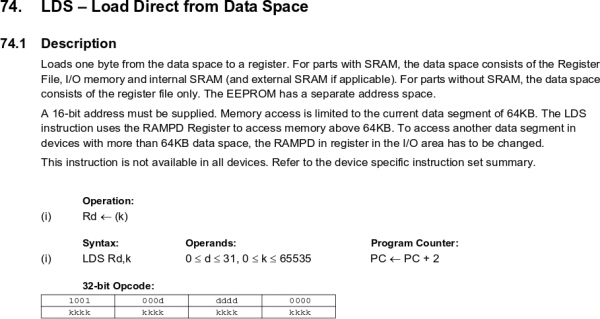 74. LDS – Load Direct from Data Space
74.1 Description
Loads one byte from the data space to a register. For parts with SRAM, the data space consists of the Register
File, I/O memory and internal SRAM (and external SRAM if applicable). For parts without SRAM, the data space
consists of the register file only. The EEPROM has a separate address space.
A 16-bit address must be supplied. Memory access is limited to the current data segment of 64KB. The LDS
instruction uses the RAMPD Register to access memory above 64KB. To access another data segment in
devices with more than 64KB data space, the RAMPD in register in the I/O area has to be changed.
This instruction is not available in all devices. Refer to the device specific instruction set summary.
Operation:
(i) Rd ← (k)
Syntax: Operands: Program Counter:
(i) LDS Rd,k 0 ≤ d ≤ 31, 0 ≤ k ≤ 65535 PC ← PC + 2
32-bit Opcode:
1001 000d dddd 0000
kkkk kkkk kkkk kkkk